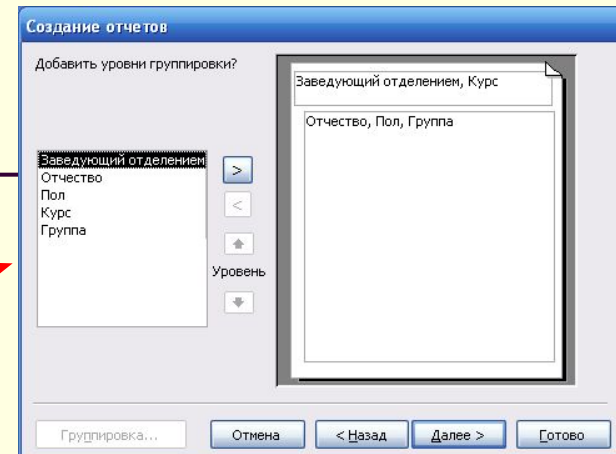 Создание отчетов
Добавить уровни группировки?
Заведующий отделением, Курс
Отчество, Пол, Группа
Заведующий отделением
Отчество
Пол
Курс
Группа
>
<
Уровень
Группировка...
Отмена
< Назад
Далее >
Готово